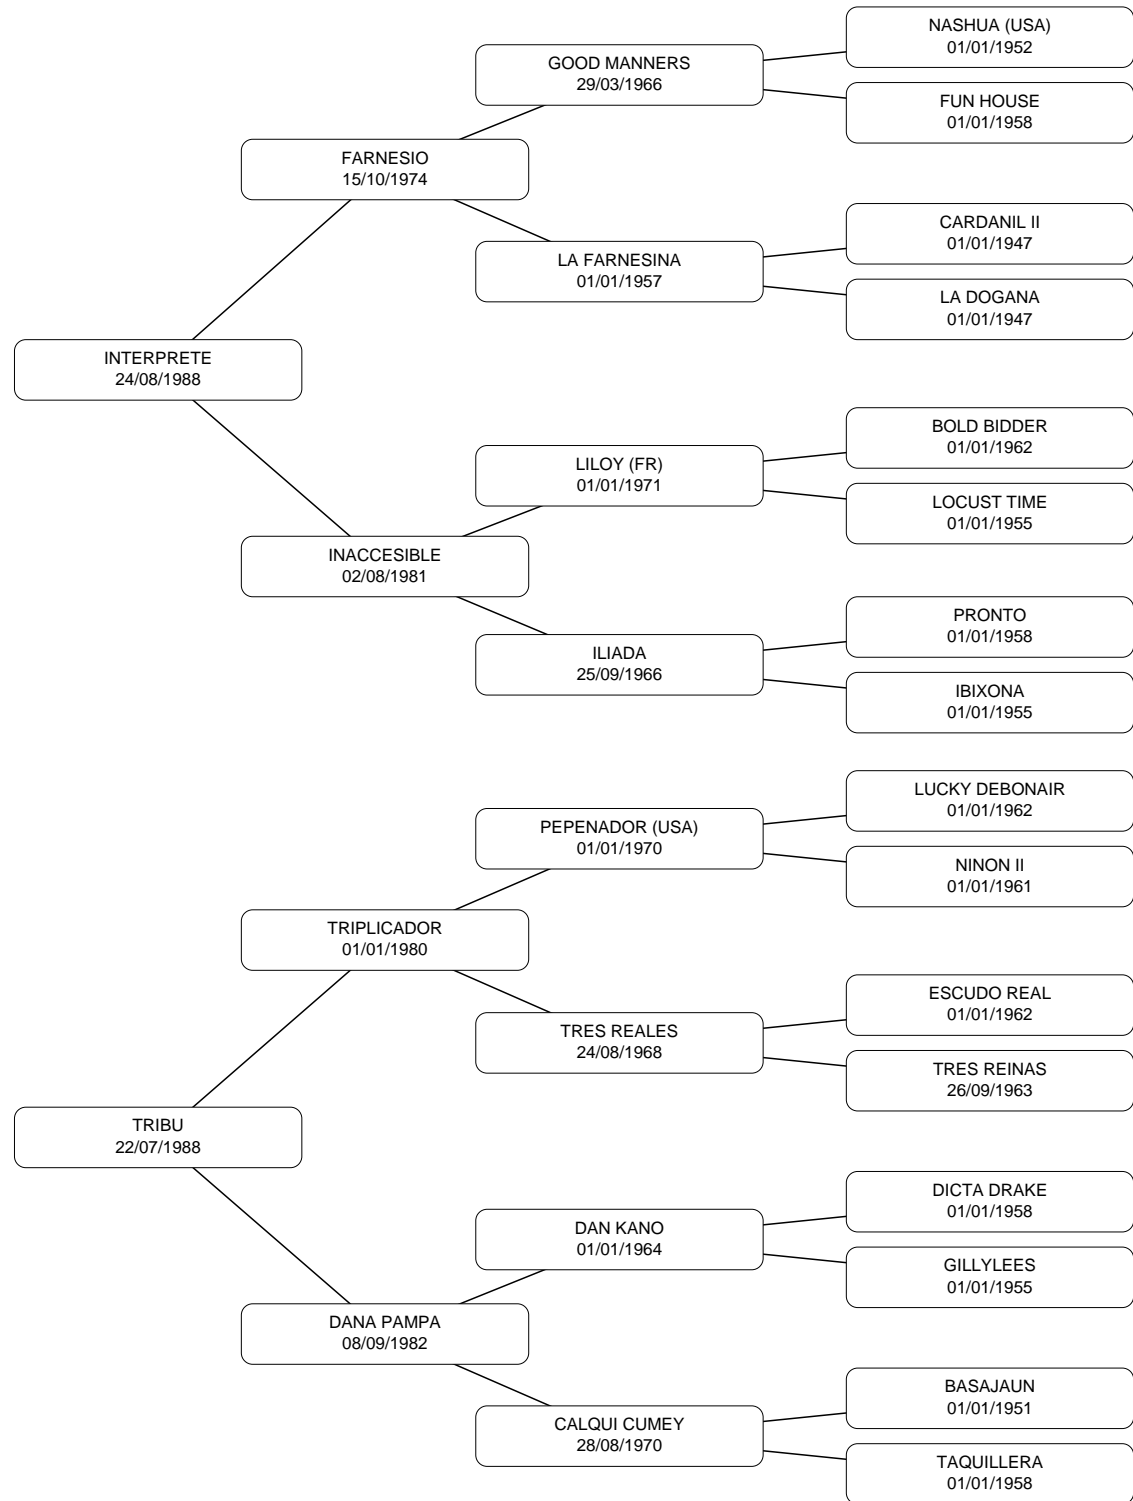 NASHUA (USA)
01/01/1952
GOOD MANNERS
29/03/1966
FUN HOUSE
01/01/1958
FARNESIO
15/10/1974
CARDANIL II
01/01/1947
LA FARNESINA
01/01/1957
LA DOGANA
01/01/1947
INTERPRETE
24/08/1988
BOLD BIDDER
01/01/1962
LILOY (FR)
01/01/1971
LOCUST TIME
01/01/1955
INACCESIBLE
02/08/1981
PRONTO
01/01/1958
ILIADA
25/09/1966
IBIXONA
01/01/1955
LUCKY DEBONAIR
01/01/1962
PEPENADOR (USA)
01/01/1970
NINON II
01/01/1961
TRIPLICADOR
01/01/1980
ESCUDO REAL
01/01/1962
TRES REALES
24/08/1968
TRES REINAS
26/09/1963
TRIBU
22/07/1988
DICTA DRAKE
01/01/1958
DAN KANO
01/01/1964
GILLYLEES
01/01/1955
DANA PAMPA
08/09/1982
BASAJAUN
01/01/1951
CALQUI CUMEY
28/08/1970
TAQUILLERA
01/01/1958